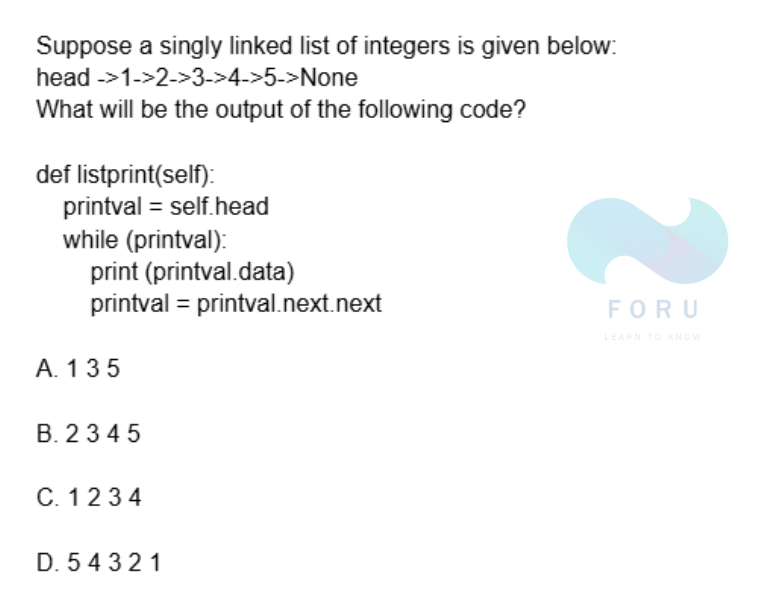 Suppose a singly linked list of integers is given below:
head ->1->2->3->4->5->None
What will be the output of the following code?
def listprint(self):
printval = self.head
while (printval):
print (printval.data)
printval = printval.next.next
FORU
LEARN TO KNOW
A. 1 3 5
B. 2 3 4 5
C. 1 2 3 4
D. 5 4 3 2 1